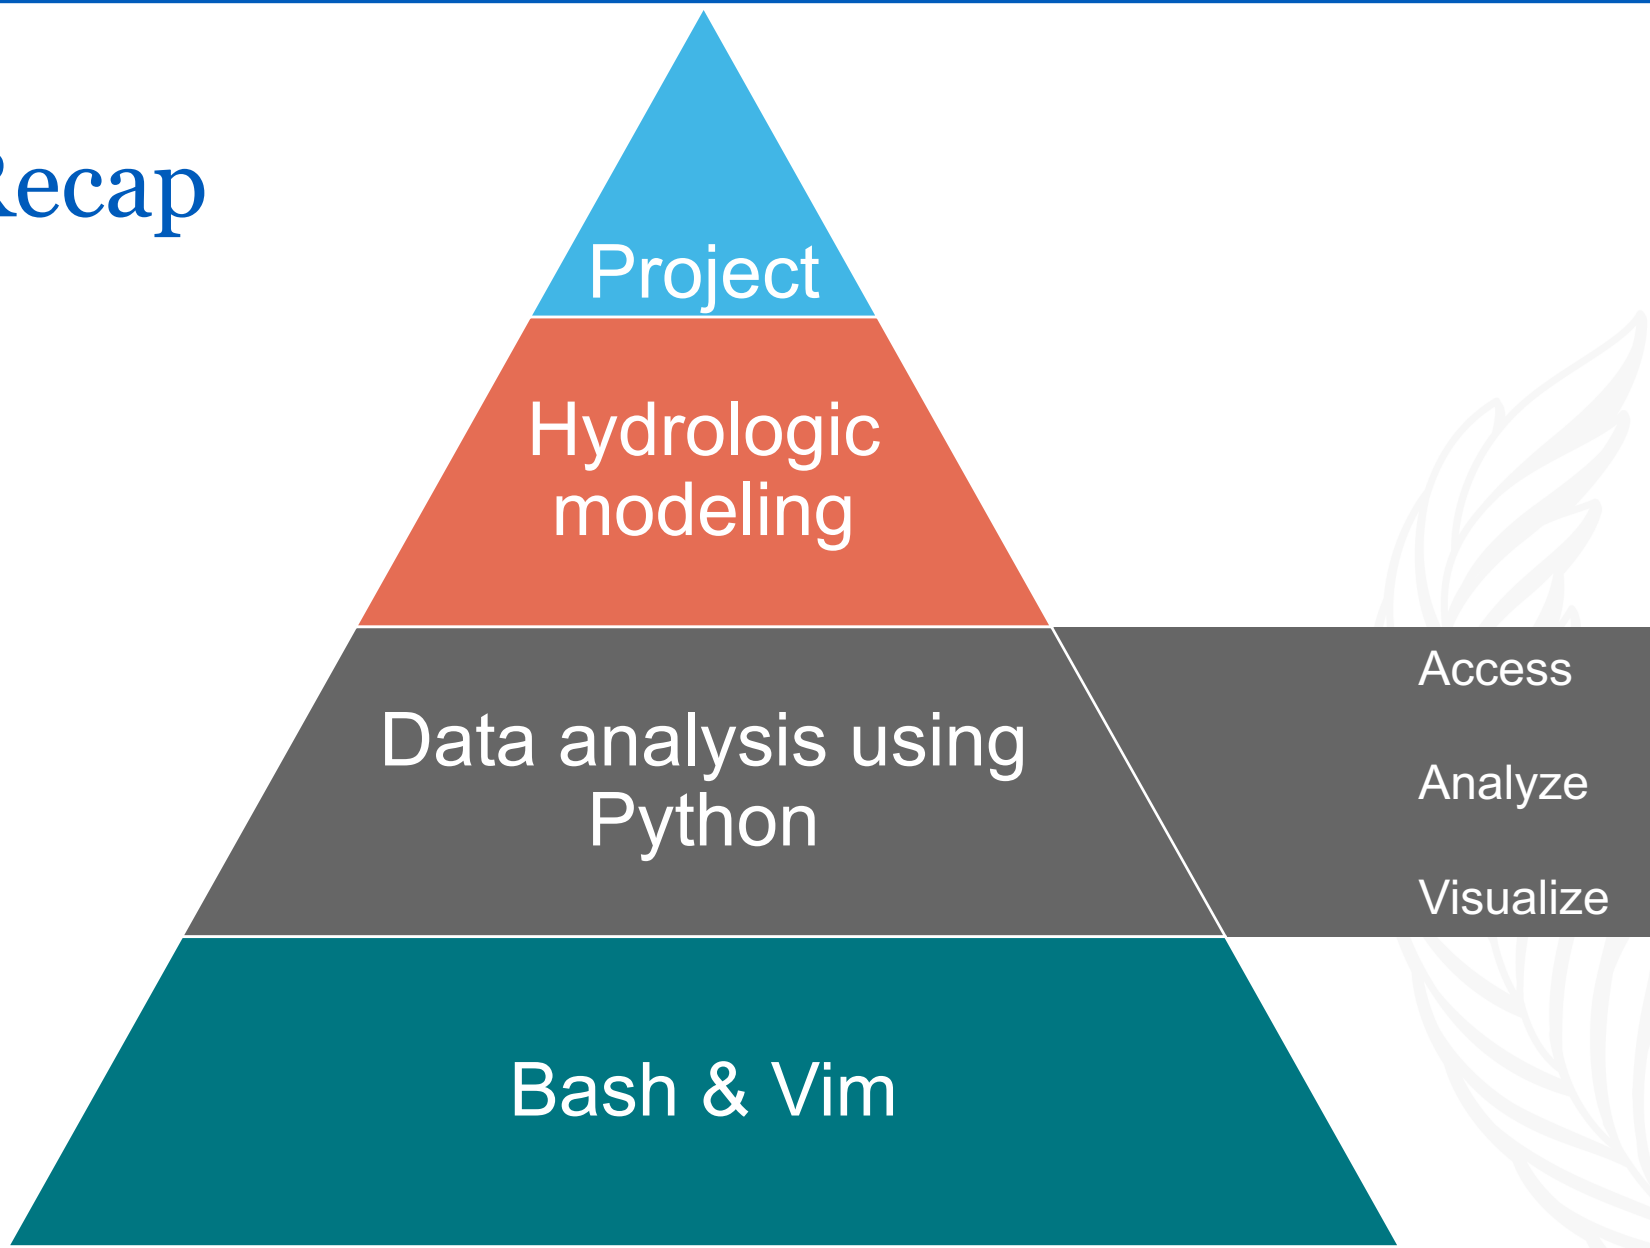 Recap
Project
Hydrologic
modeling
Data analysis using
Python
Access
Analyze
Visualize
Bash & Vim